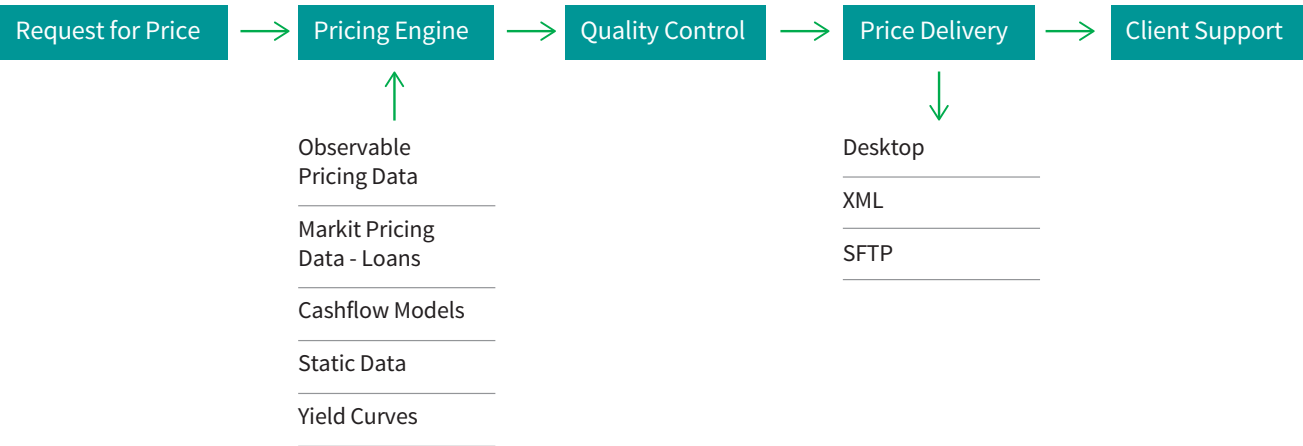 Request for Price
Pricing Engine
Quality Control
Price Delivery
Client Support
Observable
Pricing Data
Markit Pricing
Data - Loans
Cashflow Models
Static Data
Yield Curves
Desktop
XML
SFTP